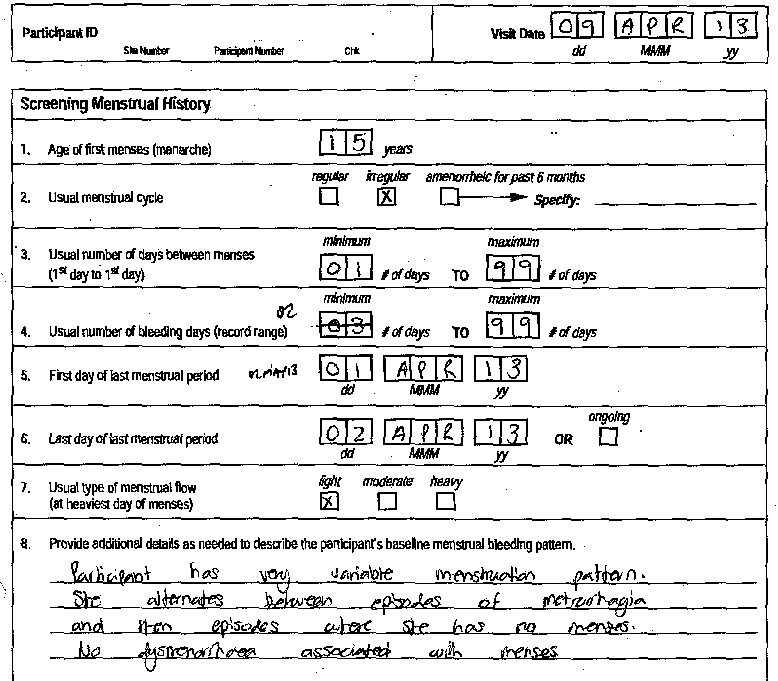 Participant ID
Site Number Participant Number Chk
Visit Date 09 APR 13
dd MMM yy
Screening Menstrual History
1. Age of first menses (menarche) 15 years
regular irregular amenorrheic for past 6 months
2. Usual menstrual cycle X Specify:
minimum maximum
3. Usual number of days between menses
(1st day to 1st day) 01 # of days TO 99 # of days
02 minimum maximum
4. Usual number of bleeding days (record range) 03 # of days TO 99 # of days
5. First day of last menstrual period 01 APR 13
dd MMM yy
ongoing
6. Last day of last menstrual period 02 APR 13 OR
dd MMM yy
7. Usual type of menstrual flow light moderate heavy
(at heaviest day of menses) X
8. Provide additional details as needed to describe the participant's baseline menstrual bleeding pattern.
Participant has very variable menstruation pattern.
She alternates between episodes of metrorrhagia
and then episodes where she has no menses.
No dysmenorrhoea associated with menses